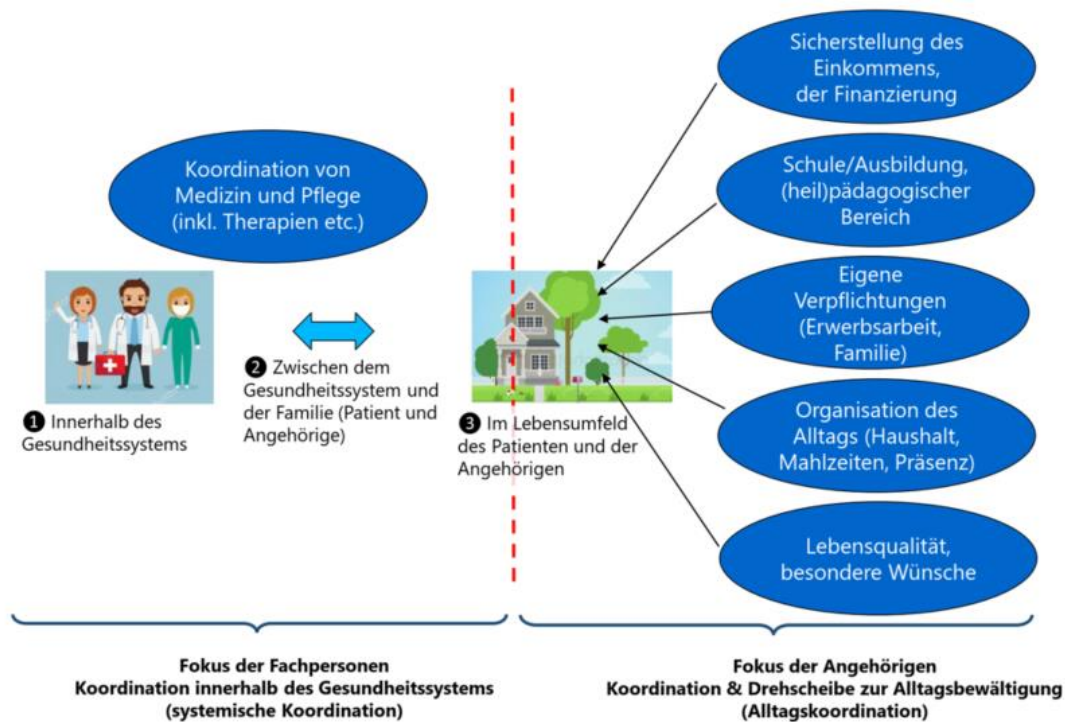 Sicherstellung des
Einkommens,
der Finanzierung
Koordination von
Medizin und Pflege
(inkl. Therapien etc.)
Schule/Ausbildung,
(heil)pädagogischer
Bereich
Eigene
Verpflichtungen
(Erwerbsarbeit,
Familie)
❶ Innerhalb des
Gesundheitssystems
❷ Zwischen dem
Gesundheitssystem und
der Familie (Patient und
Angehörige)
❸ Im Lebensumfeld
des Patienten und der
Angehörigen
Organisation des
Alltags (Haushalt,
Mahlzeiten, Präsenz)
Lebensqualität,
besondere Wünsche
Fokus der Fachpersonen
Koordination innerhalb des Gesundheitssystems
(systemische Koordination)
Fokus der Angehörigen
Koordination & Drehscheibe zur Alltagsbewältigung
(Alltagskoordination)